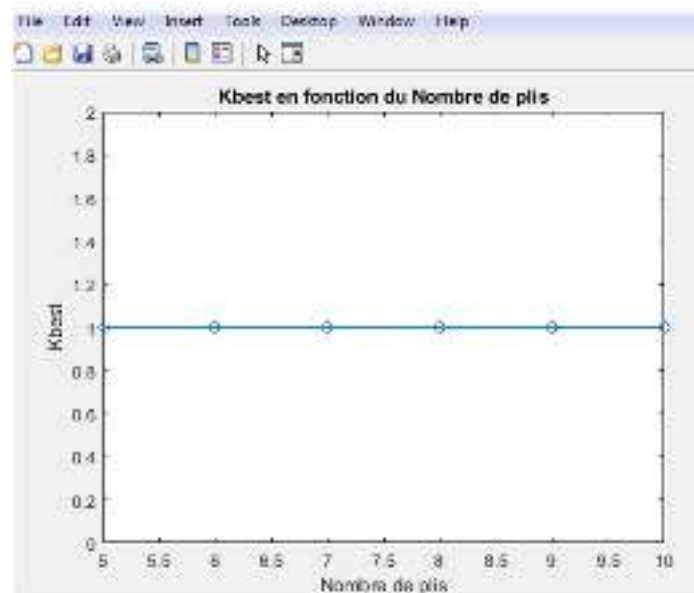 File Edit View Insert Tools Desktop Window Help
Kbest en fonction du Nombre de plis
2
1.8
1.6
1.4
1.2
1
0.8
0.6
0.4
0.2
0
Kbest
5 5.5 6 6.5 7 7.5 8 8.5 9 9.5 10
Nombre de plis